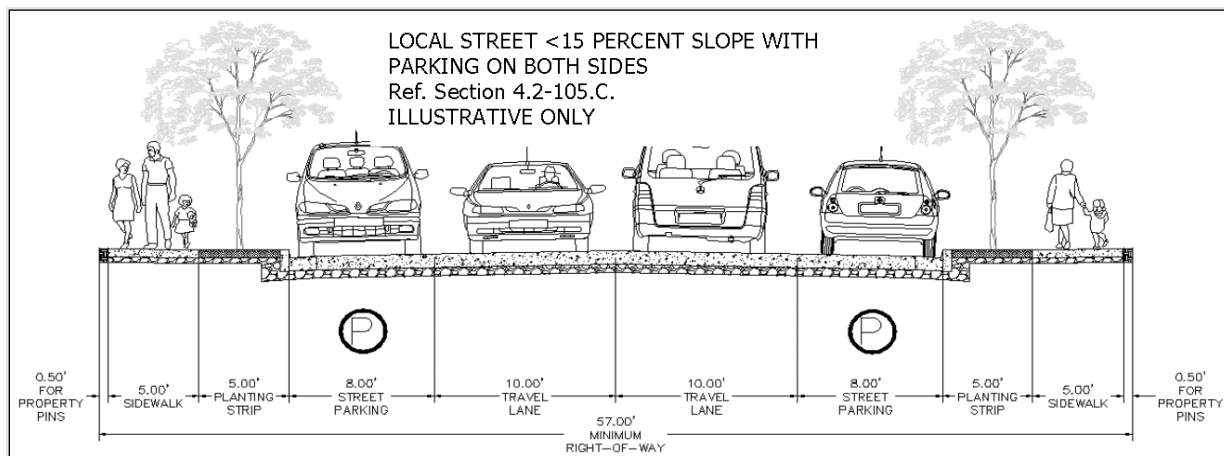 LOCAL STREET <15 PERCENT SLOPE WITH
PARKING ON BOTH SIDES
Ref. Section 4.2-105.C.
ILLUSTRATIVE ONLY
P
P
0.50'
FOR
PROPERTY
PINS
5.00'
SIDEWALK
5.00'
PLANTING
STRIP
8.00'
STREET
PARKING
10.00'
TRAVEL
LANE
10.00'
TRAVEL
LANE
8.00'
STREET
PARKING
5.00'
PLANTING
STRIP
5.00'
SIDEWALK
0.50'
FOR
PROPERTY
PINS
57.00'
MINIMUM
RIGHT-OF-WAY